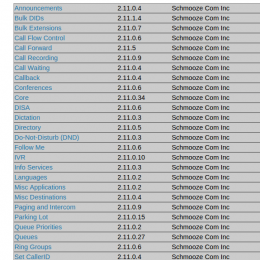 Announcements 2.11.0.4 Schmooze Com Inc
Bulk DIDs 2.11.1.4 Schmooze Com Inc
Bulk Extensions 2.11.0.7 Schmooze Com Inc
Call Flow Control 2.11.0.6 Schmooze Com Inc
Call Forward 2.11.5 Schmooze Com Inc
Call Recording 2.11.0.9 Schmooze Com Inc
Call Waiting 2.11.0.4 Schmooze Com Inc
Callback 2.11.0.4 Schmooze Com Inc
Conferences 2.11.0.6 Schmooze Com Inc
Core 2.11.0.34 Schmooze Com Inc
DISA 2.11.0.6 Schmooze Com Inc
Dictation 2.11.0.3 Schmooze Com Inc
Directory 2.11.0.5 Schmooze Com Inc
Do-Not-Disturb (DND) 2.11.0.3 Schmooze Com Inc
Follow Me 2.11.0.6 Schmooze Com Inc
IVR 2.11.0.10 Schmooze Com Inc
Info Services 2.11.0.3 Schmooze Com Inc
Languages 2.11.0.2 Schmooze Com Inc
Misc Applications 2.11.0.2 Schmooze Com Inc
Misc Destinations 2.11.0.4 Schmooze Com Inc
Paging and Intercom 2.11.0.9 Schmooze Com Inc
Parking Lot 2.11.0.15 Schmooze Com Inc
Queue Priorities 2.11.0.2 Schmooze Com Inc
Queues 2.11.0.27 Schmooze Com Inc
Ring Groups 2.11.0.6 Schmooze Com Inc
Set CallerID 2.11.0.4 Schmooze Com Inc